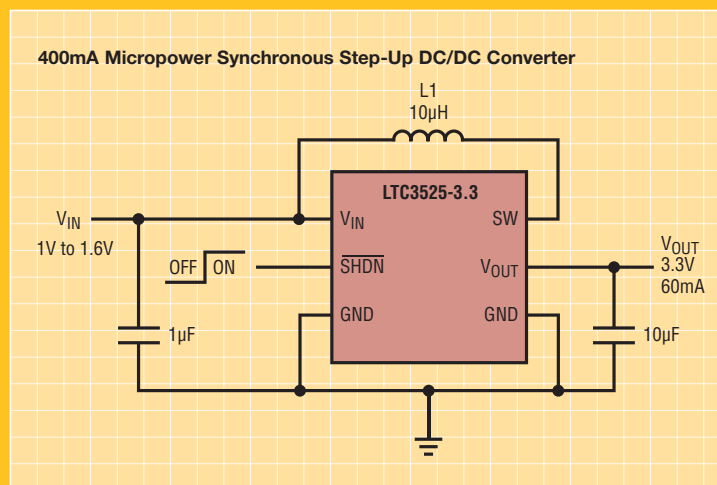 400mA Micropower Synchronous Step-Up DC/DC Converter
L1
10µH
LTC3525-3.3
VIN
1V to 1.6V
VIN
SW
OFF ON
SHDN
VOUT
VOUT
3.3V
60mA
GND
GND
1µF
10µF